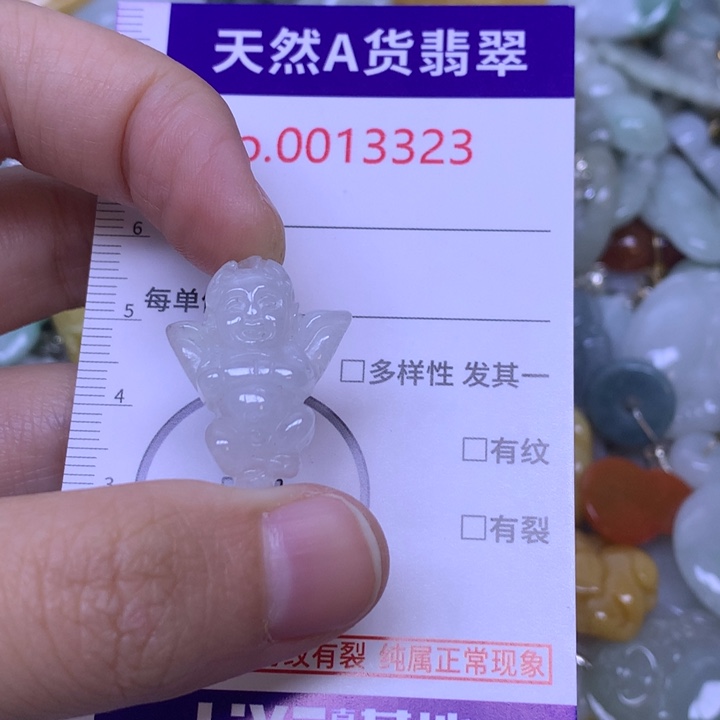 天然A货翡翠
o.0013323
6
每单
5
□多样性 发其一
4
□有纹
3
□有裂
有纹有裂 纯属正常现象